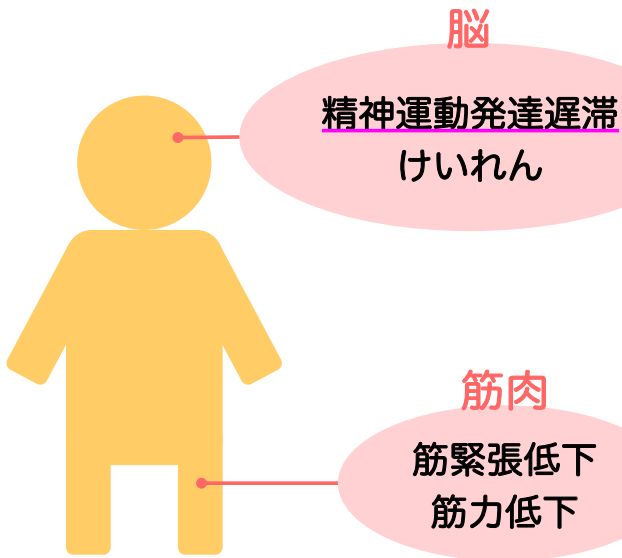 脳
精神運動発達遅滞
けいれん
筋肉
筋緊張低下
筋力低下